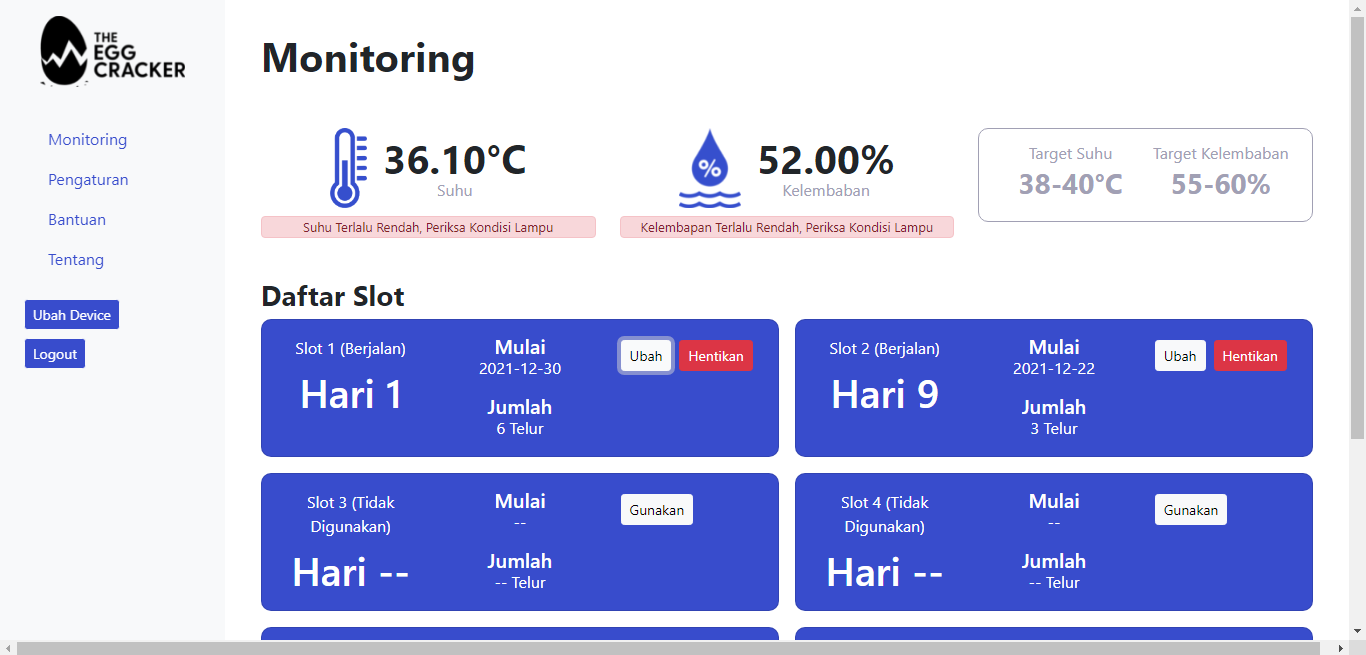 THE
EGG
CRACKER
Monitoring
Pengaturan
Bantuan
Tentang
Ubah Device
Logout
Monitoring
36.10°C
Suhu
Suhu Terlalu Rendah, Periksa Kondisi Lampu
%
52.00%
Kelembaban
Kelembapan Terlalu Rendah, Periksa Kondisi Lampu
Target Suhu
38-40°C
Target Kelembaban
55-60%
Daftar Slot
Slot 1 (Berjalan)
Hari 1
Mulai
2021-12-30
Jumlah
6 Telur
Ubah
Hentikan
Slot 2 (Berjalan)
Hari 9
Mulai
2021-12-22
Jumlah
3 Telur
Ubah
Hentikan
Slot 3 (Tidak
Digunakan)
Hari --
Mulai
--
Jumlah
-- Telur
Gunakan
Slot 4 (Tidak
Digunakan)
Hari --
Mulai
--
Jumlah
-- Telur
Gunakan